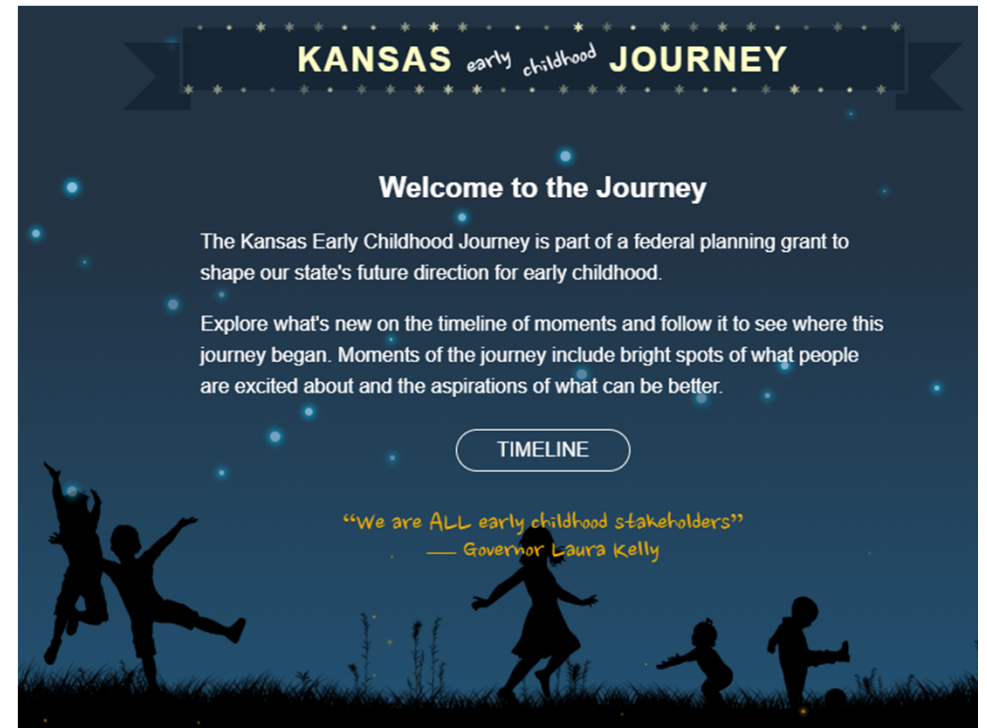 KANSAS early childhood JOURNEY
Welcome to the Journey
The Kansas Early Childhood Journey is part of a federal planning grant to
shape our state's future direction for early childhood.
Explore what's new on the timeline of moments and follow it to see where this
journey began. Moments of the journey include bright spots of what people
are excited about and the aspirations of what can be better.
TIMELINE
“We are ALL early childhood stakeholders”
— Governor Laura Kelly